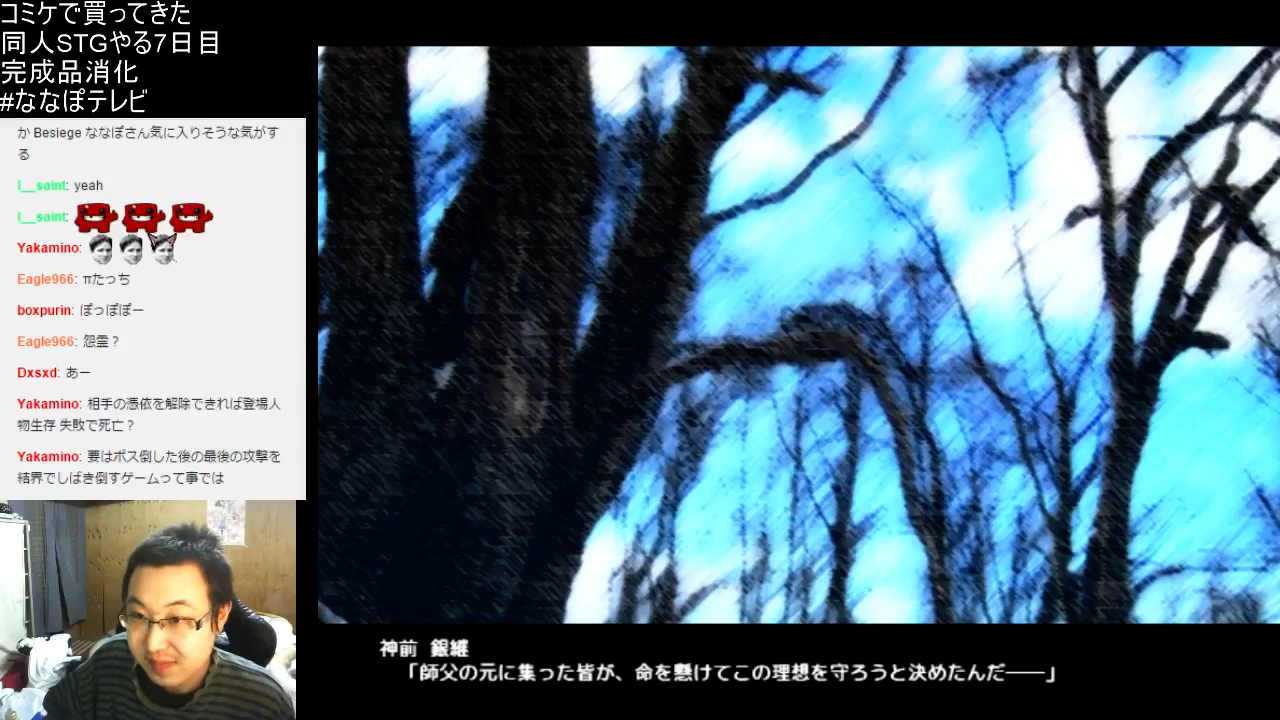 コミケで買ってきた
同人STGやる7日目
完成品消化
#ななぽテレビ
か Besiege ななぽさん気に入りそうな気がす
る
l__saint: yeah
l__saint:
Yakamino:
Eagle966: πたっち
boxpurin: ぽっぽぽー
Eagle966: 怨霊？
Dxsxd: あー
Yakamino: 相手の憑依を解除できれば登場人
物生存 失敗で死亡？
Yakamino: 要はボス倒した後の最後の攻撃を
結界でしばき倒すゲームって事では
神前 銀継
「師父の元に集った皆が、命を懸けてこの理想を守ろうと決めたんだ――」